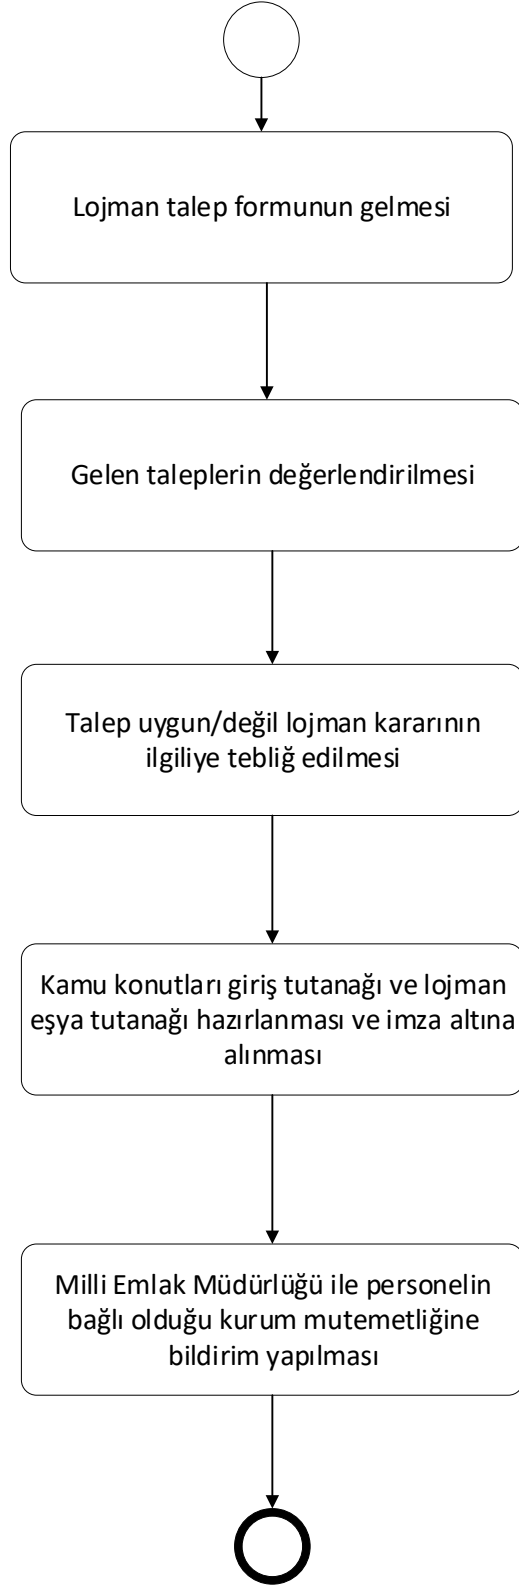 Lojman talep formunun gelmesi
Gelen taleplerin değerlendirilmesi
Talep uygun/değil lojman kararının
ilgiliye tebliğ edilmesi
Kamu konutları giriş tutanağı ve lojman
eşya tutanağı hazırlanması ve imza altına
alınması
Milli Emlak Müdürlüğü ile personelin
bağlı olduğu kurum mutemetliğine
bildirim yapılması